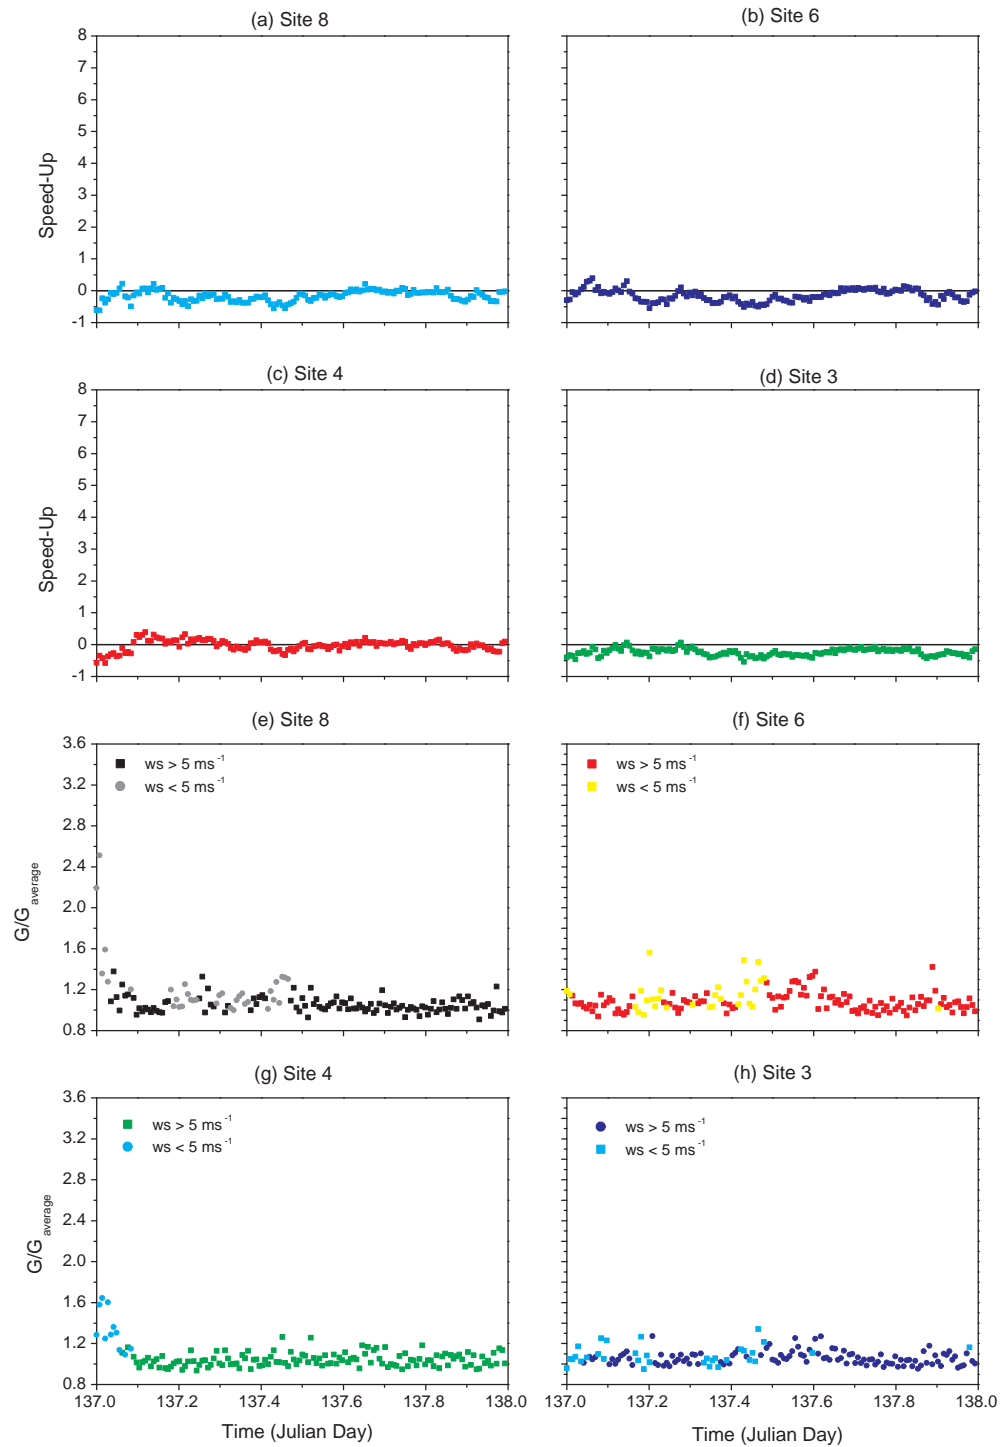 (a) Site 8
(b) Site 6
8
7
6
5
4
3
2
1
0
-1
Speed-Up
(c) Site 4
(d) Site 3
8
7
6
5
4
3
2
1
0
-1
Speed-Up
(e) Site 8
(f) Site 6
3.6
3.2
2.8
2.4
2.0
1.6
1.2
0.8
G/G average
ws > 5 ms-1
ws < 5 ms-1
ws > 5 ms-1
ws < 5 ms-1
(g) Site 4
(h) Site 3
3.6
3.2
2.8
2.4
2.0
1.6
1.2
0.8
G/G average
ws > 5 ms-1
ws < 5 ms-1
ws > 5 ms-1
ws < 5 ms-1
137.0 137.2 137.4 137.6 137.8 138.0
137.0 137.2 137.4 137.6 137.8 138.0
Time (Julian Day)
Time (Julian Day)